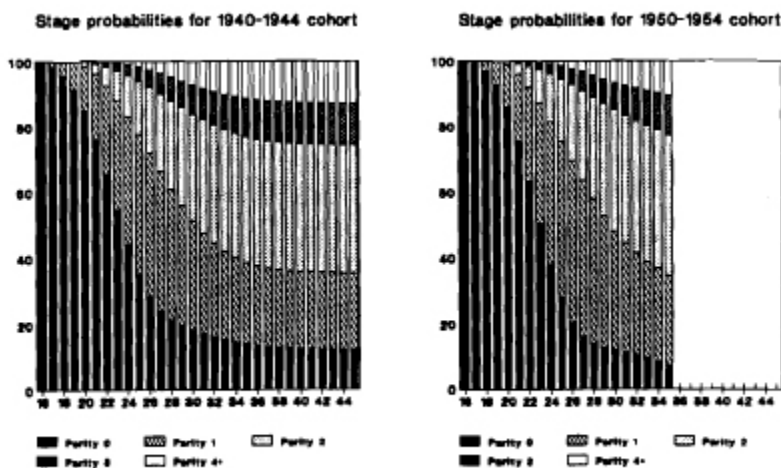 Stage probabilities for 1940-1944 cohort
100
80
60
40
20
0
16 18 20 22 24 26 28 30 32 34 36 38 40 42 44
Parity 0 Parity 1 Parity 2
Parity 3 Parity 4+
Stage probabilities for 1950-1954 cohort
100
80
60
40
20
0
16 18 20 22 24 26 28 30 32 34 36 38 40 42 44
Parity 0 Parity 1 Parity 2
Parity 3 Parity 4+